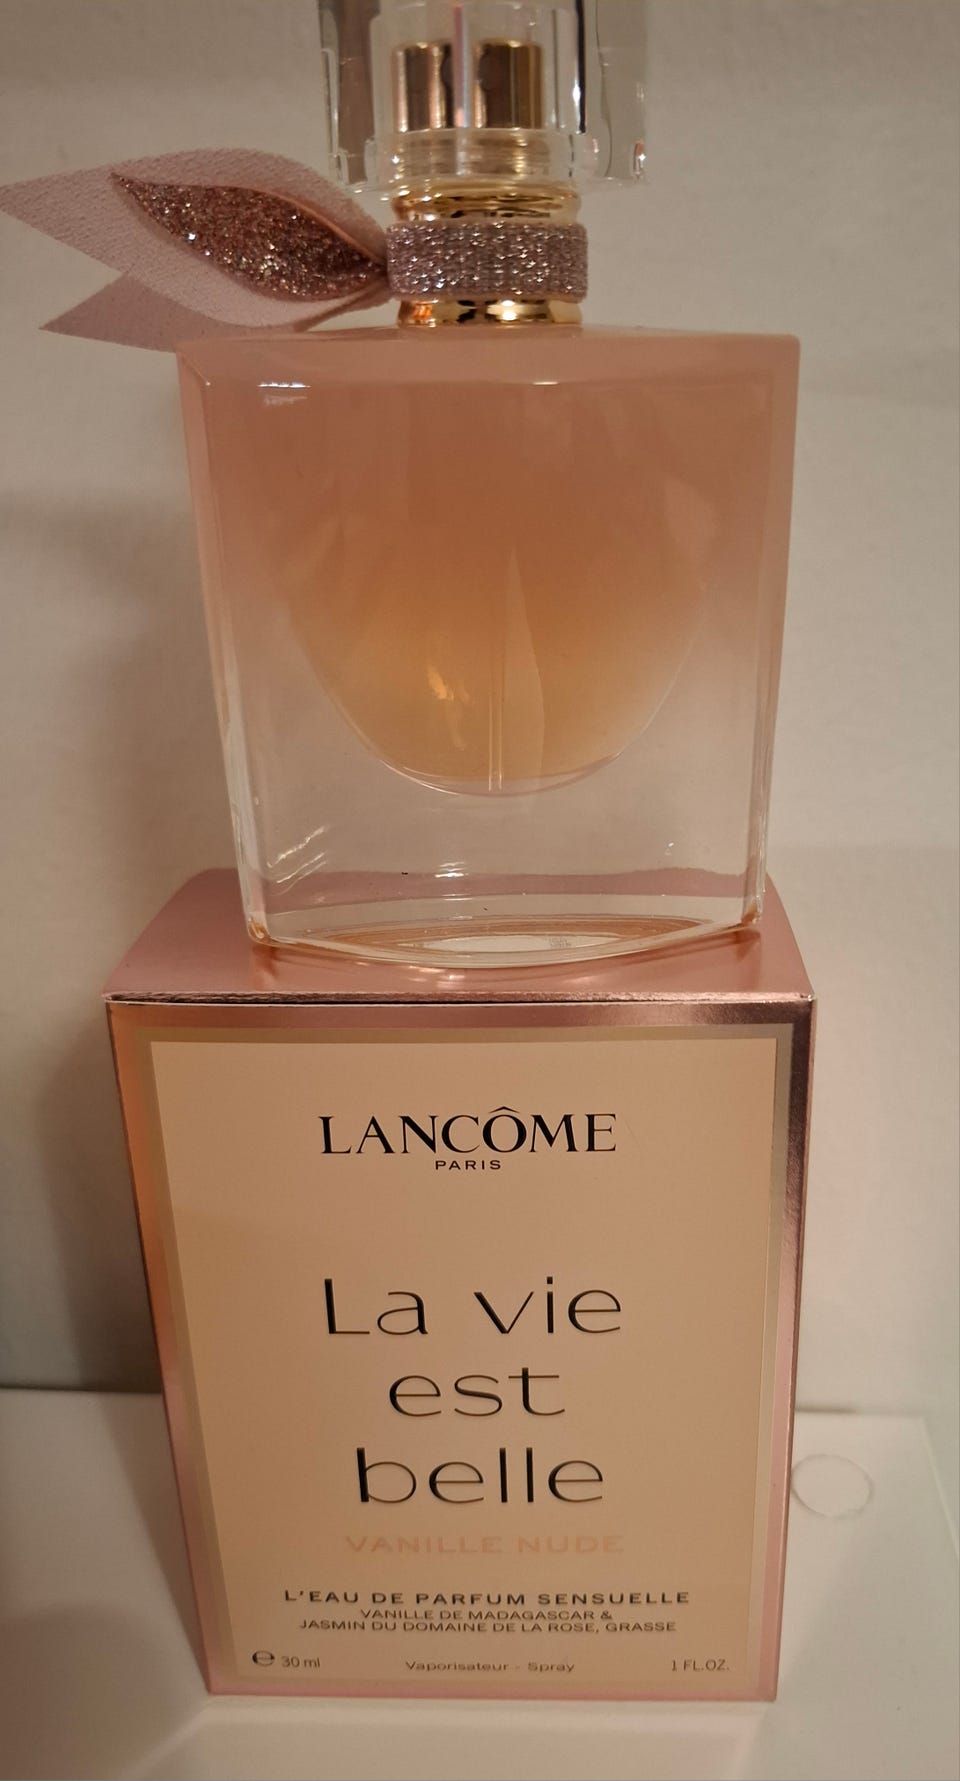 LANCÔME
PARIS
La vie
est
belle
VANILLE NUDE
L'EAU DE PARFUM SENSUELLE
VANILLE DE MADAGASCAR &
JASMIN DU DOMAINE DE LA ROSE, GRASSE
℮ 30 ml Vaporisateur - Spray 1 FL.OZ.